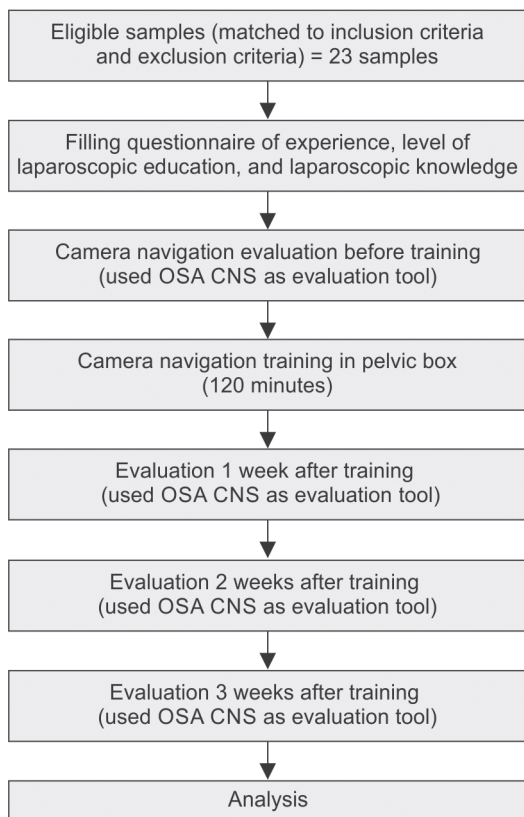 Eligible samples (matched to inclusion criteria
and exclusion criteria) = 23 samples
Filling questionnaire of experience, level of
laparoscopic education, and laparoscopic knowledge
Camera navigation evaluation before training
(used OSA CNS as evaluation tool)
Camera navigation training in pelvic box
(120 minutes)
Evaluation 1 week after training
(used OSA CNS as evaluation tool)
Evaluation 2 weeks after training
(used OSA CNS as evaluation tool)
Evaluation 3 weeks after training
(used OSA CNS as evaluation tool)
Analysis